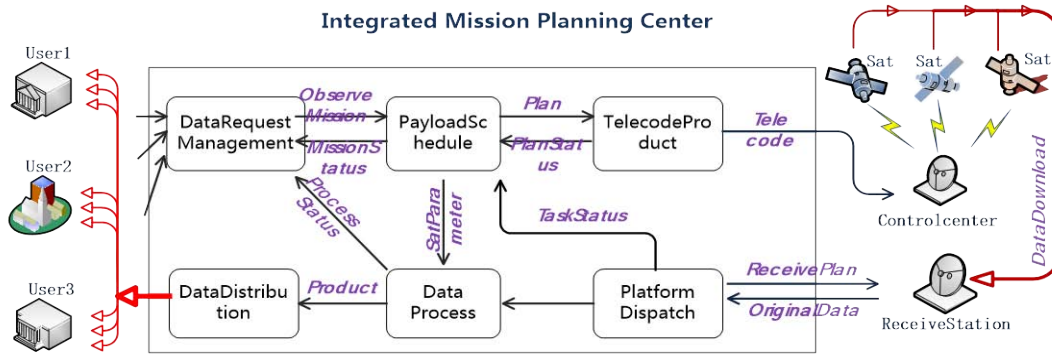 Integrated Mission Planning Center
User1
Sat
Sat
Sat
Observe
Mission
Plan
Tele
code
DataRequest
Management
PayloadSc
hedule
TelecodeProduct
duct
MissionS
tatus
PlanStat
us
User2
Process
Status
SatPara
meter
TaskStatus
Controlcenter
DataDownload
User3
DataDistribu
tion
Product
Data
Process
Platform
Dispatch
ReceivePlan
OriginalData
ReceiveStation